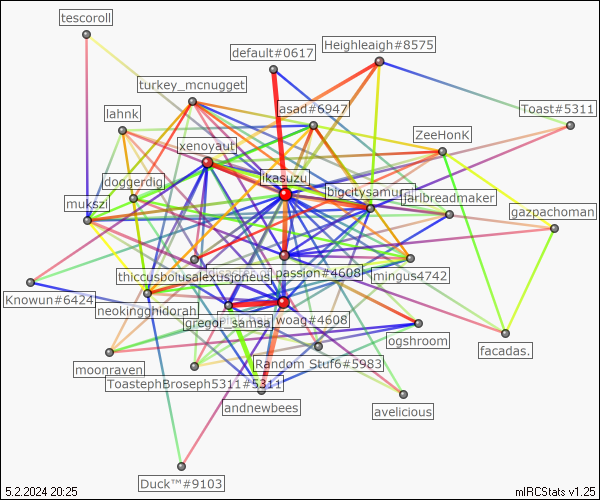 tescoroll
Heighleigh#8575
default#0617
turkey_mcnugget
asad#6947
Toast#5311
lahnk
ZeeHonK
xenoyaut
ikasuzu
doggerdig
bigcitysamurai
jarlbreadmaker
mukszi
gazpachoman
thiccusboiusalexusjoneus
passion#4608
mingus4742
Knowun#6424
neokingghidorah
gregor_samsa
woag#4608
ogshroom
facadas.
moonraven
Random Stuf6#5983
ToastephBroseph5311#5311
andnewbees
avelicious
Duck™#9103
5.2.2024 20:25
mIRCStats v1.25